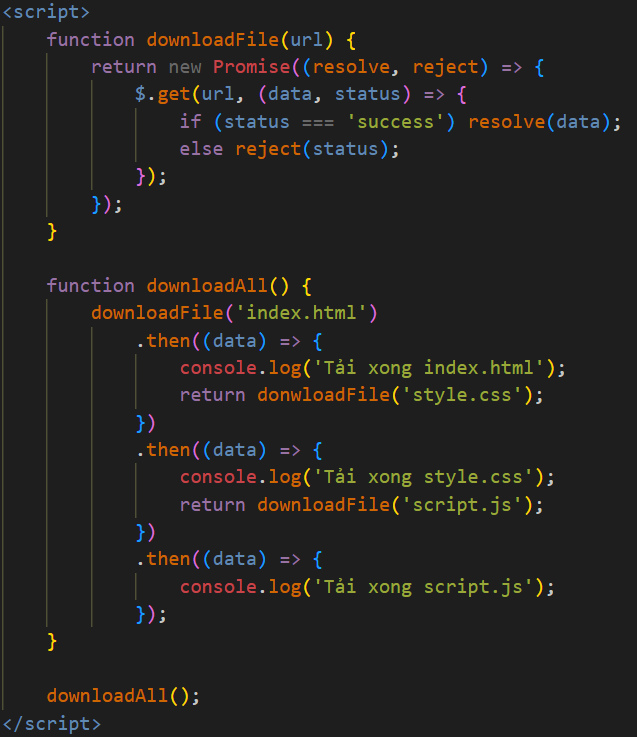 <script>
function downloadFile(url) {
return new Promise((resolve, reject) => {
$.get(url, (data, status) => {
if (status === 'success') resolve(data);
else reject(status);
});
});
}
function downloadAll() {
downloadFile('index.html')
.then((data) => {
console.log('Tải xong index.html');
return donwloadFile('style.css');
})
.then((data) => {
console.log('Tải xong style.css');
return downloadFile('script.js');
})
.then((data) => {
console.log('Tải xong script.js');
});
}
downloadAll();
</script>